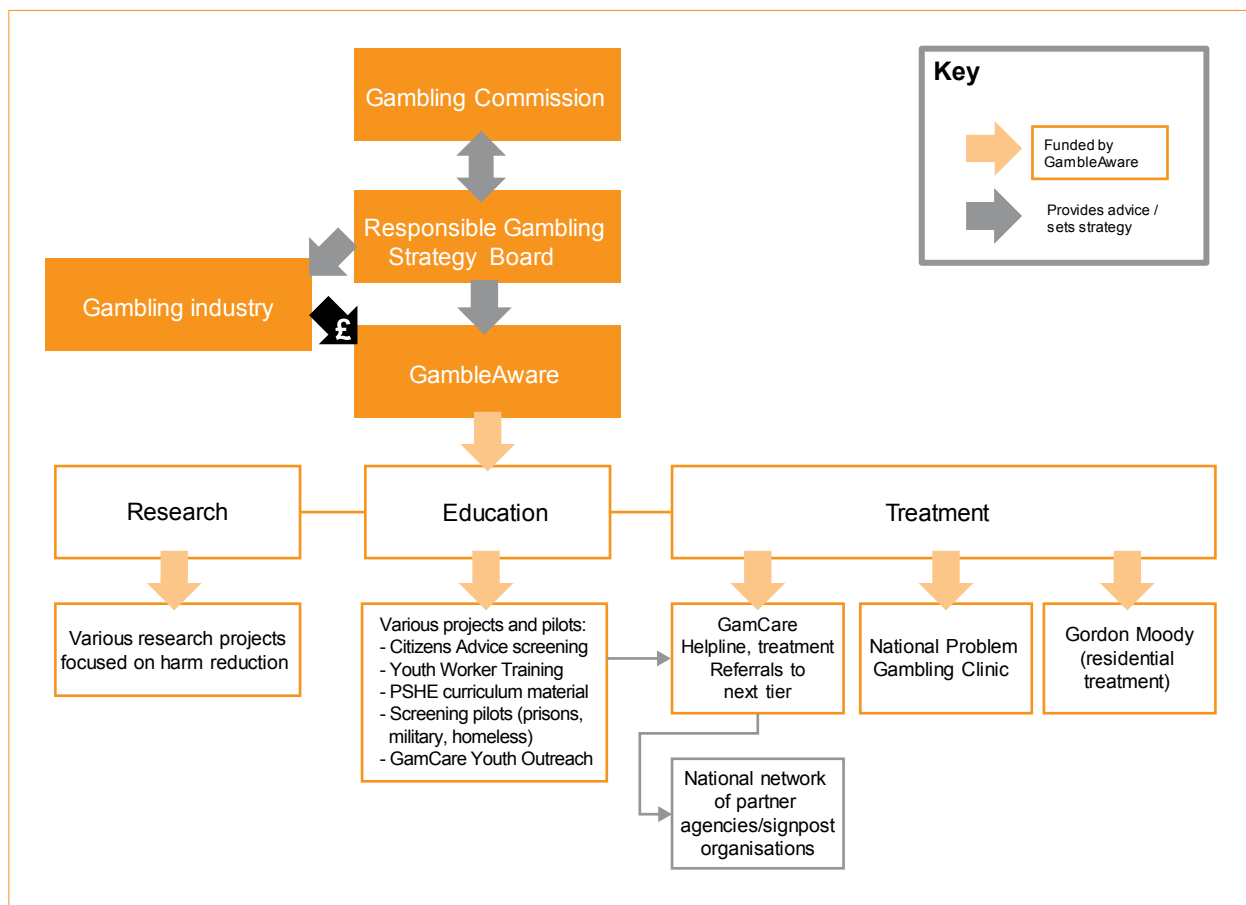 Gambling Commission
Key
Funded by
GambleAware
Provides advice /
sets strategy
Responsible Gambling
Strategy Board
Gambling industry
£
GambleAware
Research
Education
Treatment
Various research projects
focused on harm reduction
Various projects and pilots:
- Citizens Advice screening
- Youth Worker Training
- PSHE curriculum material
- Screening pilots (prisons,
military, homeless)
- GamCare Youth Outreach
GamCare
Helpline, treatment
Referrals to
next tier
National Problem
Gambling Clinic
Gordon Moody
(residential
treatment)
National network
of partner
agencies/signpost
organisations